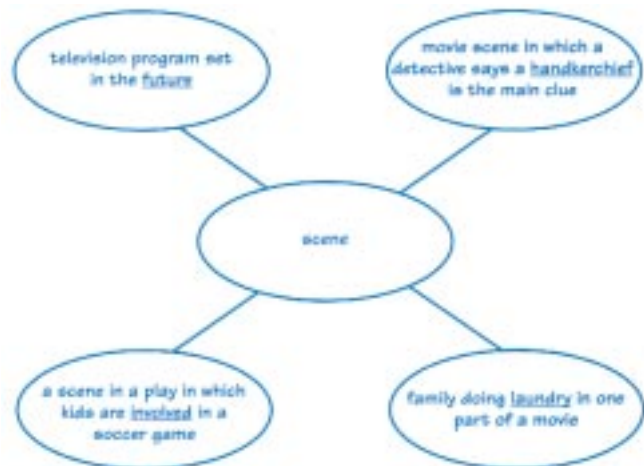 television program set
in the future
movie scene in which a
detective says a handkerchief
is the main clue
scene
a scene in a play in which
kids are involved in a
soccer game
family doing laundry in one
part of a movie